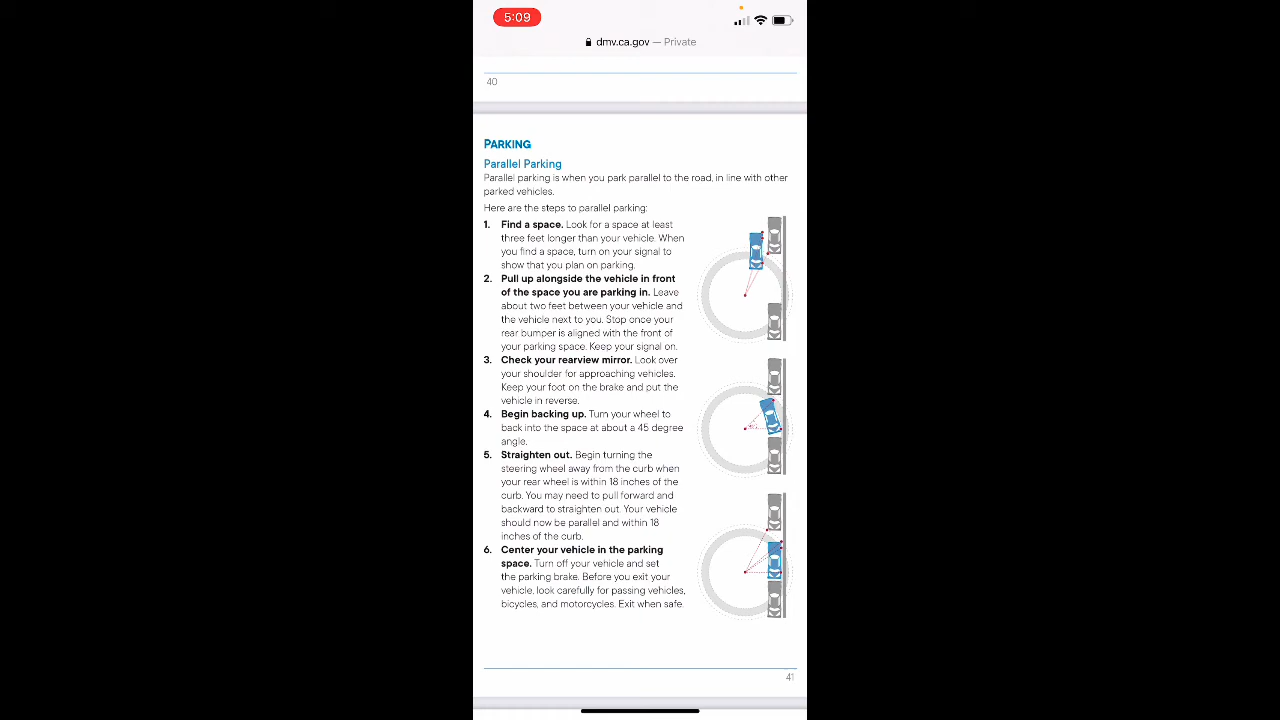 5:09
dmv.ca.gov — Private
40
PARKING
Parallel Parking
Parallel parking is when you park parallel to the road, in line with other
parked vehicles.
Here are the steps to parallel parking:
1. Find a space. Look for a space at least
three feet longer than your vehicle. When
you find a space, turn on your signal to
show that you plan on parking.
2. Pull up alongside the vehicle in front
of the space you are parking in. Leave
about two feet between your vehicle and
the vehicle next to you. Stop once your
rear bumper is aligned with the front of
your parking space. Keep your signal on.
3. Check your rearview mirror. Look over
your shoulder for approaching vehicles.
Keep your foot on the brake and put the
vehicle in reverse.
4. Begin backing up. Turn your wheel to
back into the space at about a 45 degree
angle.
5. Straighten out. Begin turning the
steering wheel away from the curb when
your rear wheel is within 18 inches of the
curb. You may need to pull forward and
backward to straighten out. Your vehicle
should now be parallel and within 18
inches of the curb.
6. Center your vehicle in the parking
space. Turn off your vehicle and set
the parking brake. Before you exit your
vehicle, look carefully for passing vehicles,
bicycles, and motorcycles. Exit when safe.
41